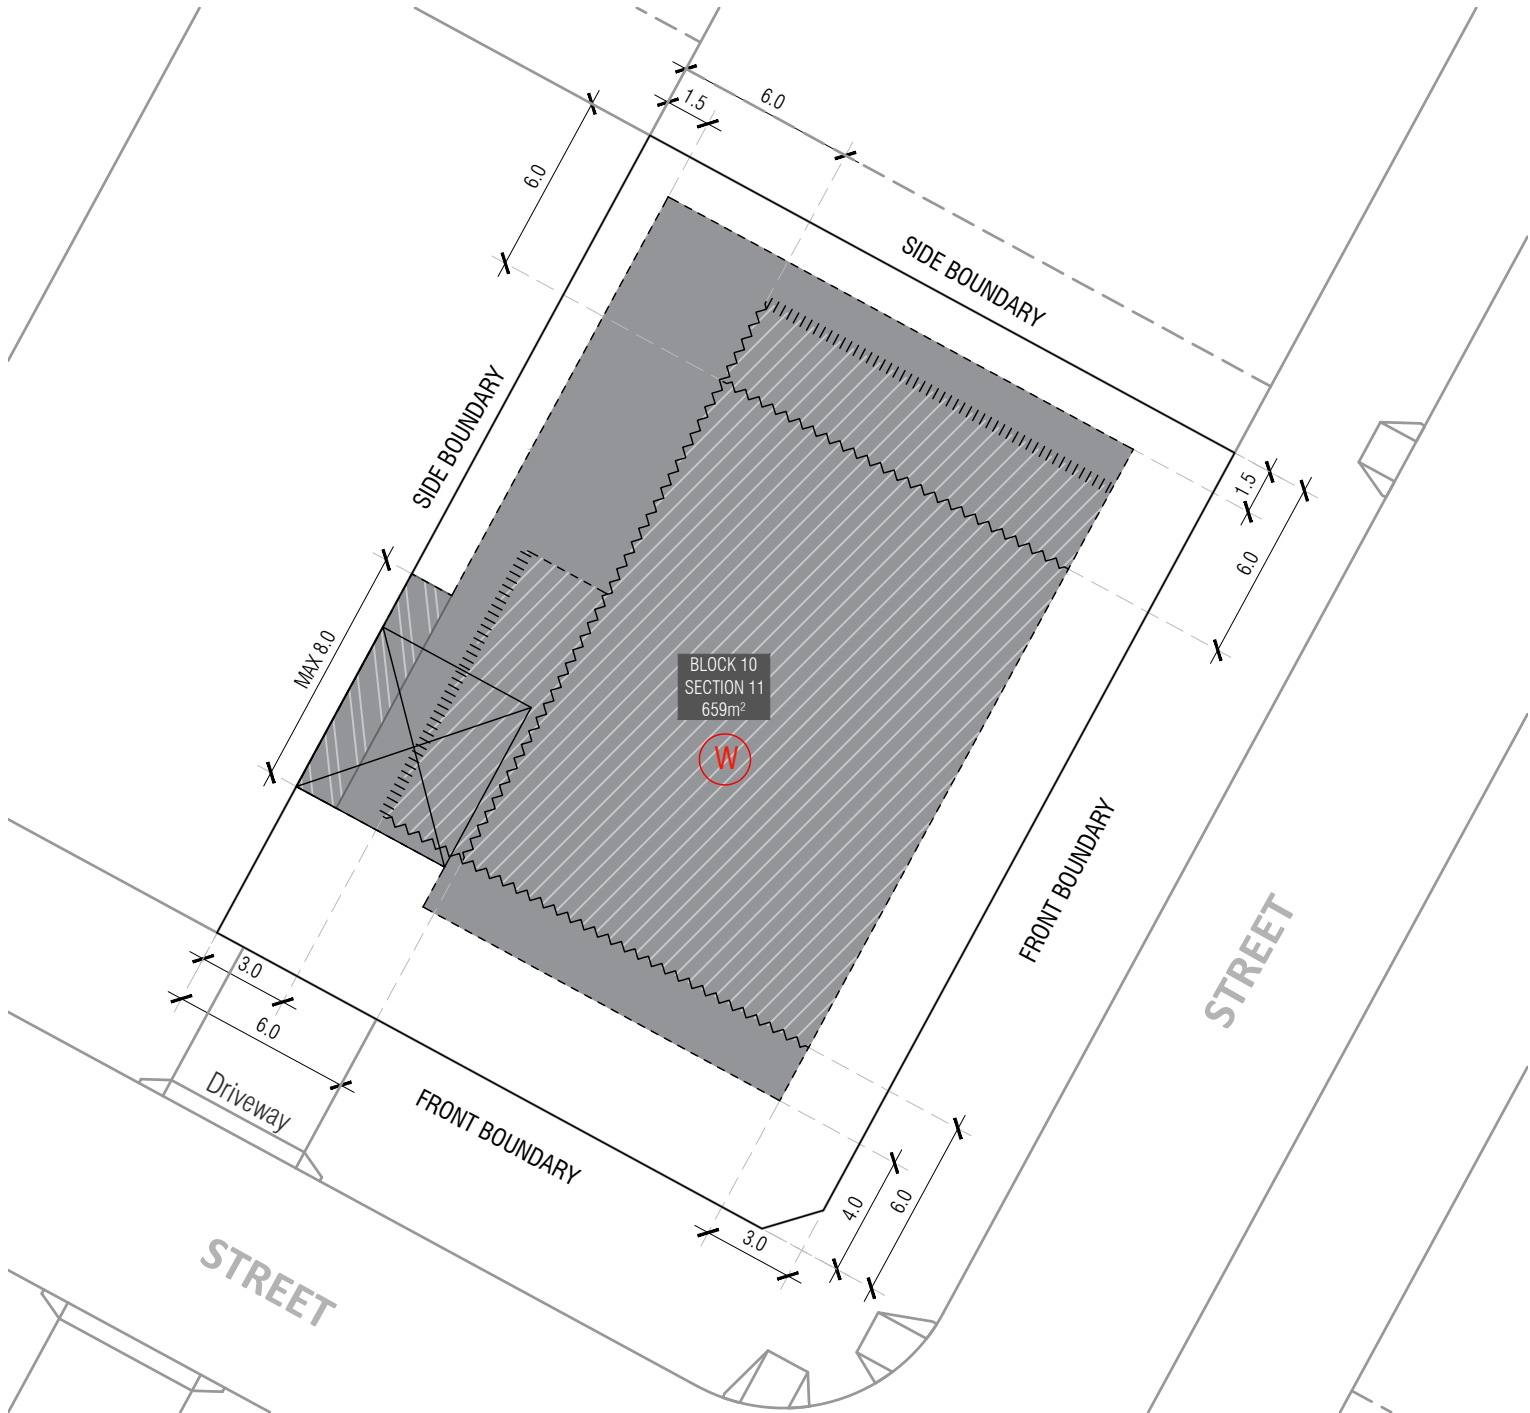 6.0
1.5
6.0
SIDE BOUNDARY
SIDE BOUNDARY
1.5
6.0
MAX 8.0
BLOCK 10
SECTION 11
659m²
W
FRONT BOUNDARY
STREET
3.0
6.0
Driveway
FRONT BOUNDARY
4.0
6.0
3.0
STREET